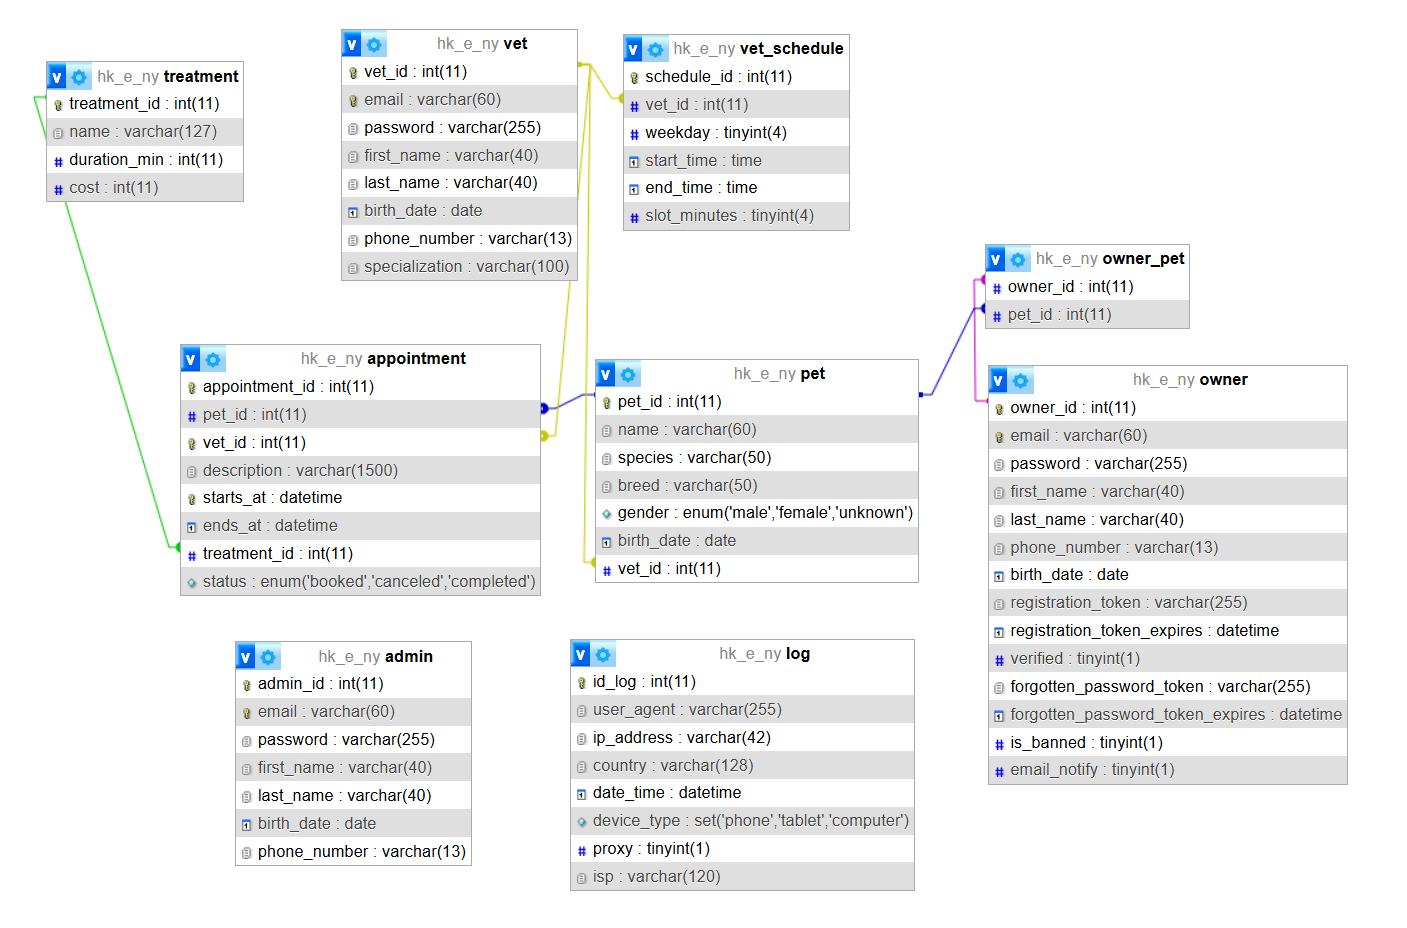 v hk_e_ny treatment
treatment_id : int(11)
name : varchar(127)
duration_min : int(11)
cost : int(11)
v hk_e_ny vet
vet_id : int(11)
email : varchar(60)
password : varchar(255)
first_name : varchar(40)
last_name : varchar(40)
birth_date : date
phone_number : varchar(13)
specialization : varchar(100)
v hk_e_ny vet_schedule
schedule_id : int(11)
vet_id : int(11)
weekday : tinyint(4)
start_time : time
end_time : time
slot_minutes : tinyint(4)
v hk_e_ny owner_pet
owner_id : int(11)
pet_id : int(11)
v hk_e_ny appointment
appointment_id : int(11)
pet_id : int(11)
vet_id : int(11)
description : varchar(1500)
starts_at : datetime
ends_at : datetime
treatment_id : int(11)
status : enum('booked','canceled','completed')
v hk_e_ny pet
pet_id : int(11)
name : varchar(60)
species : varchar(50)
breed : varchar(50)
gender : enum('male','female','unknown')
birth_date : date
vet_id : int(11)
v hk_e_ny owner
owner_id : int(11)
email : varchar(60)
password : varchar(255)
first_name : varchar(40)
last_name : varchar(40)
phone_number : varchar(13)
birth_date : date
registration_token : varchar(255)
registration_token_expires : datetime
verified : tinyint(1)
forgotten_password_token : varchar(255)
forgotten_password_token_expires : datetime
is_banned : tinyint(1)
email_notify : tinyint(1)
v hk_e_ny admin
admin_id : int(11)
email : varchar(60)
password : varchar(255)
first_name : varchar(40)
last_name : varchar(40)
birth_date : date
phone_number : varchar(13)
v hk_e_ny log
id_log : int(11)
user_agent : varchar(255)
ip_address : varchar(42)
country : varchar(128)
date_time : datetime
device_type : set('phone','tablet','computer')
proxy : tinyint(1)
isp : varchar(120)